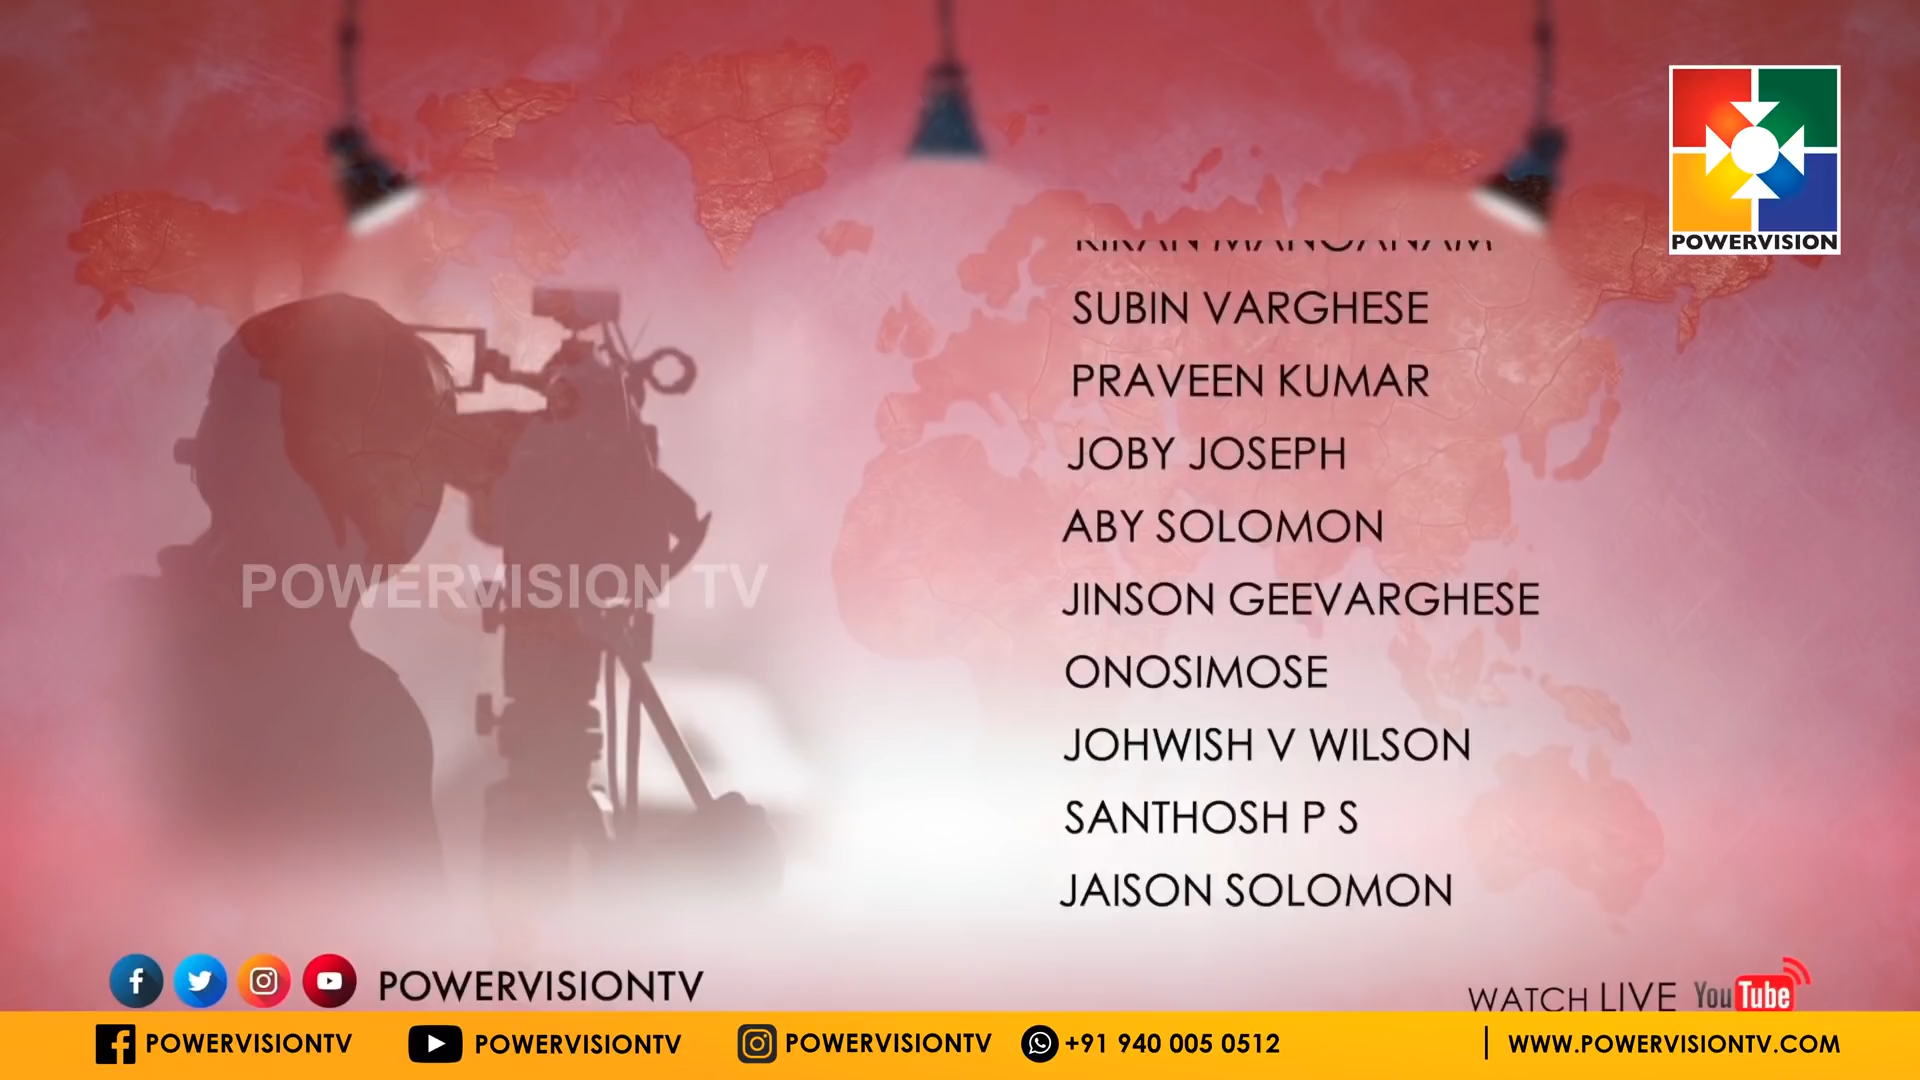 POWERVISION
SUBIN VARGHESE
PRAVEEN KUMAR
JOBY JOSEPH
ABY SOLOMON
JINSON GEEVARGHESE
ONOSIMOSE
JOHWISH V WILSON
SANTHOSH P S
JAISON SOLOMON
POWERVISION TV
POWERVISIONTV
WATCH LIVE YouTube
POWERVISIONTV
POWERVISIONTV
POWERVISIONTV
+91 940 005 0512
WWW.POWERVISIONTV.COM